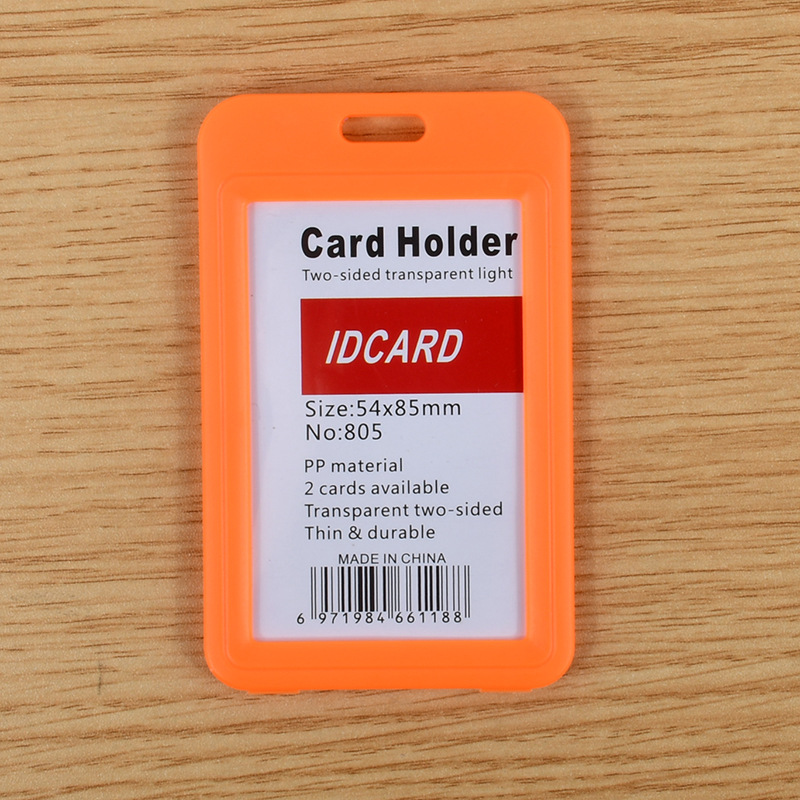 Card Holder
Two-sided transparent light
IDCARD
Size:54x85mm
No:805
PP material
2 cards available
Transparent two-sided
Thin & durable
MADE IN CHINA
6 971984 661188